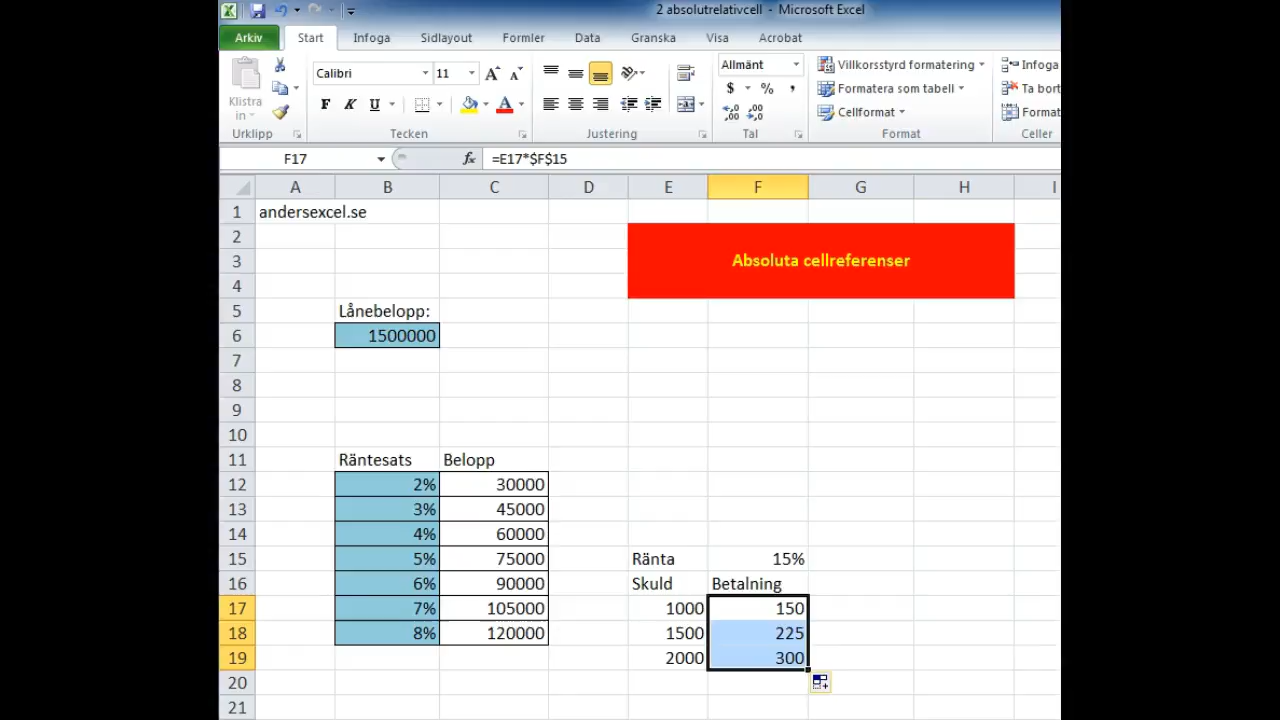 2 absolutrelativcell - Microsoft Excel
Arkiv Start Infoga Sidlayout Formler Data Granska Visa Acrobat
Klistra in
Urklipp
Calibri 11
F K U
A A
A
Tecken
Justering
Allmänt
$ % ,
,00 ,00
Tal
Villkorsstyrd formatering
Formatera som tabell
Cellformat
Format
Infoga
Ta bort
Format
Celler
F17 fx =E17*$F$15
A B C D E F G H I
1 andersexcel.se
2
3 Absoluta cellreferenser
4
5 Lånebelopp:
6 1500000
7
8
9
10
11 Räntesats Belopp
12 2% 30000
13 3% 45000
14 4% 60000
15 5% 75000 Ränta 15%
16 6% 90000 Skuld Betalning
17 7% 105000 1000 150
18 8% 120000 1500 225
19 2000 300
20
21